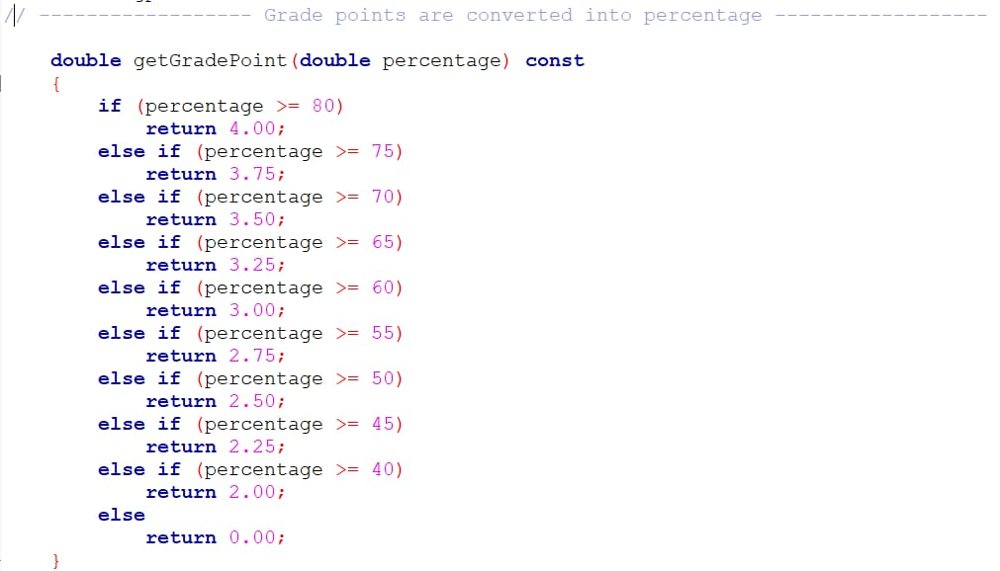 // ------------------ Grade points are converted into percentage ------------------
double getGradePoint(double percentage) const
{
if (percentage >= 80)
return 4.00;
else if (percentage >= 75)
return 3.75;
else if (percentage >= 70)
return 3.50;
else if (percentage >= 65)
return 3.25;
else if (percentage >= 60)
return 3.00;
else if (percentage >= 55)
return 2.75;
else if (percentage >= 50)
return 2.50;
else if (percentage >= 45)
return 2.25;
else if (percentage >= 40)
return 2.00;
else
return 0.00;
}